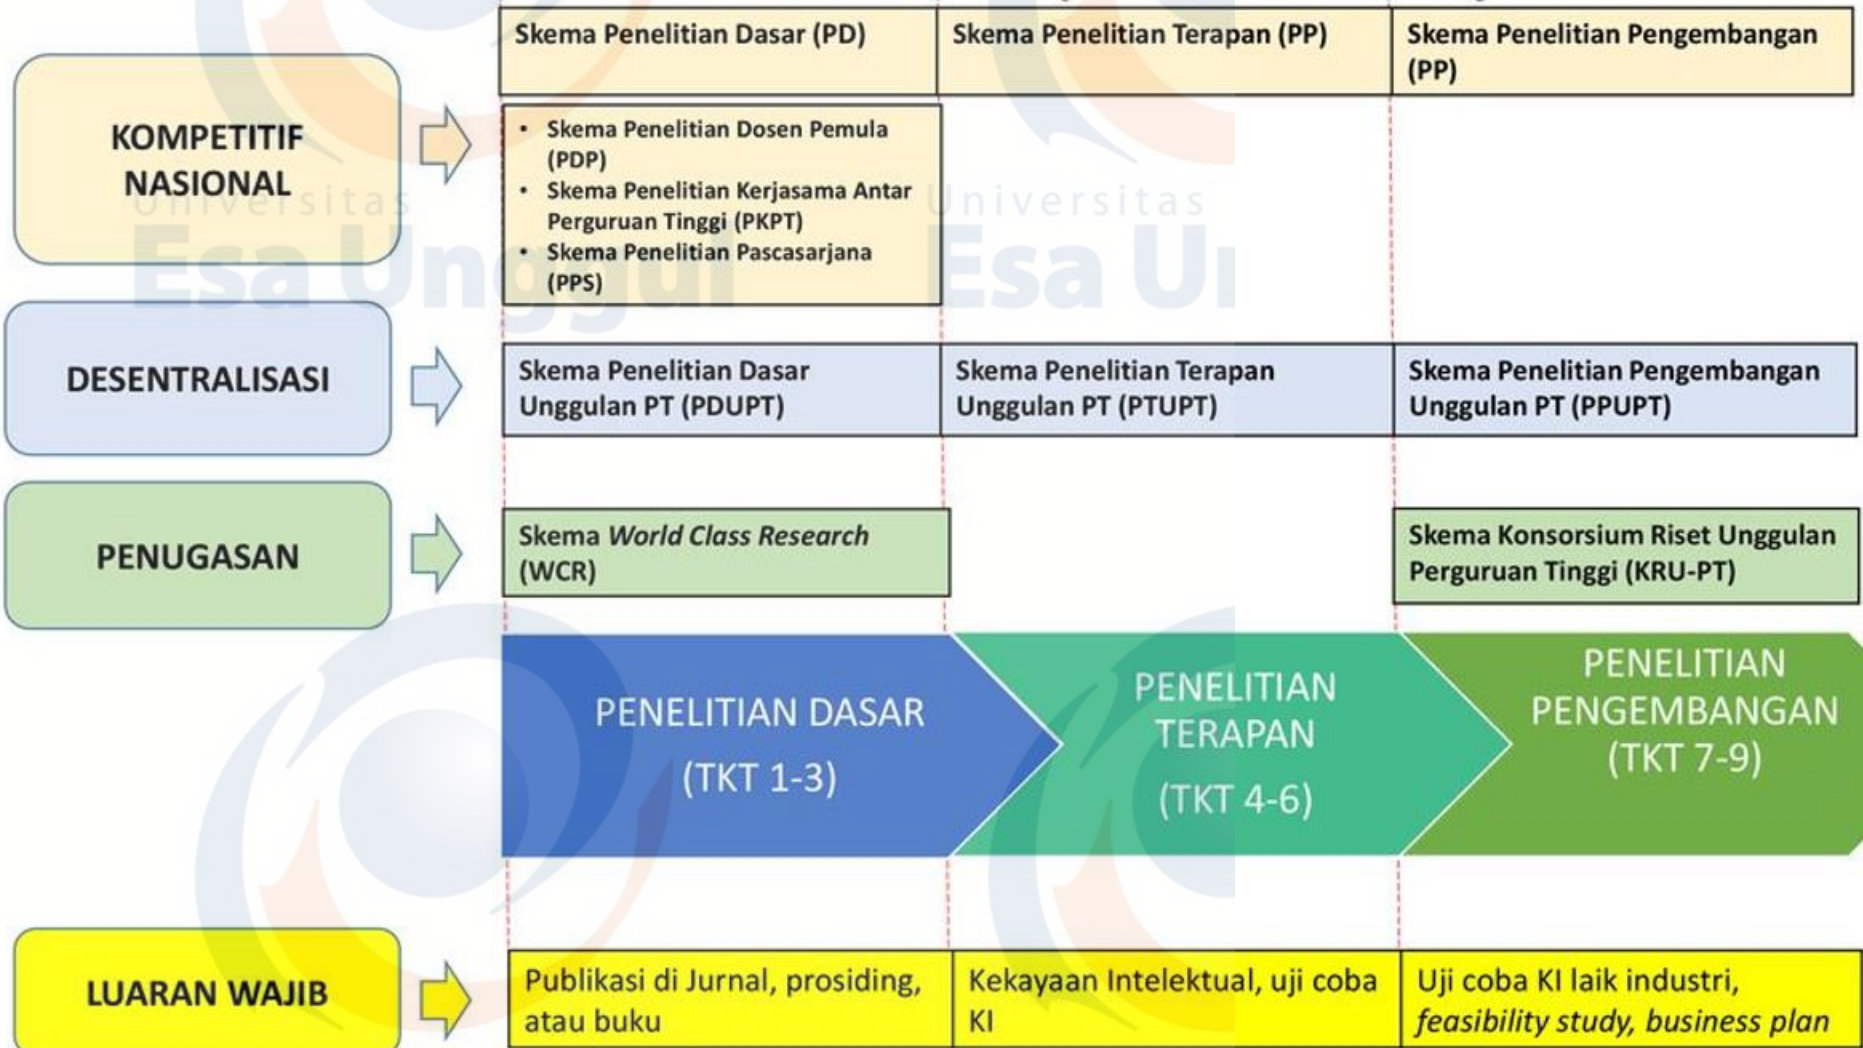 Skema Penelitian Dasar (PD)
Skema Penelitian Terapan (PP)
Skema Penelitian Pengembangan
(PP)
KOMPETITIF
NASIONAL
• Skema Penelitian Dosen Pemula
(PDP)
• Skema Penelitian Kerjasama Antar
Perguruan Tinggi (PKPT)
• Skema Penelitian Pascasarjana
(PPS)
Universitas
Esa Unggul
Universitas
Esa U
DESENTRALISASI
Skema Penelitian Dasar
Unggulan PT (PDUPT)
Skema Penelitian Terapan
Unggulan PT (PTUPT)
Skema Penelitian Pengembangan
Unggulan PT (PPUPT)
PENUGASAN
Skema World Class Research
(WCR)
Skema Konsorsium Riset Unggulan
Perguruan Tinggi (KRU-PT)
PENELITIAN DASAR
(TKT 1-3)
PENELITIAN
TERAPAN
(TKT 4-6)
PENELITIAN
PENGEMBANGAN
(TKT 7-9)
LUARAN WAJIB
Publikasi di Jurnal, prosiding,
atau buku
Kekayaan Intelektual, uji coba
KI
Uji coba KI laik industri,
feasibility study, business plan